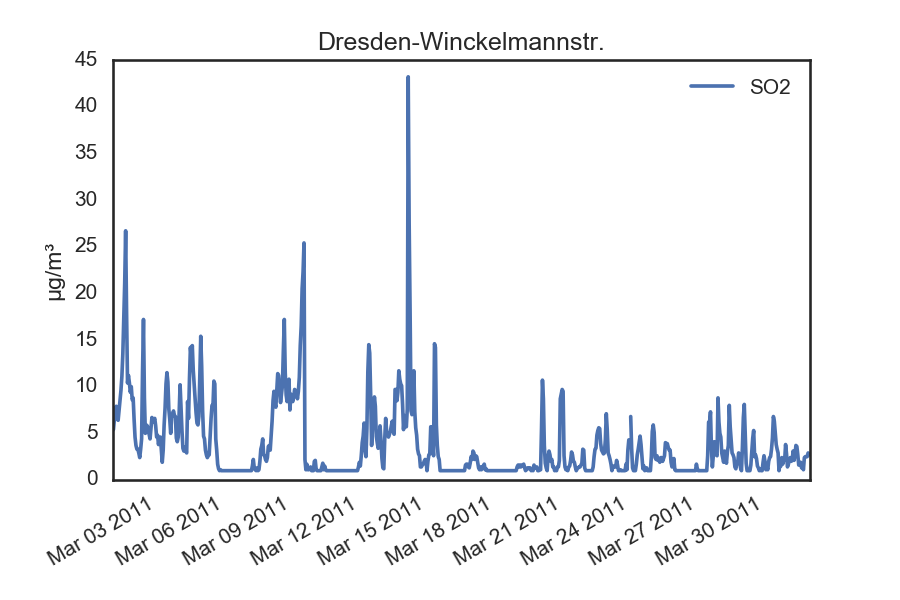 Dresden-Winckelmannstr.
SO2
µg/m³
45
40
35
30
25
20
15
10
5
0
Mar 03 2011
Mar 06 2011
Mar 09 2011
Mar 12 2011
Mar 15 2011
Mar 18 2011
Mar 21 2011
Mar 24 2011
Mar 27 2011
Mar 30 2011